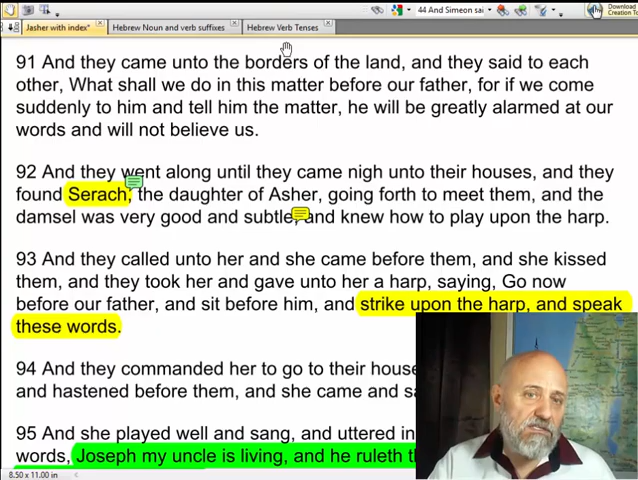 44 And Simeon sai
Download
Creation To
Jasher with index*
Hebrew Noun and verb suffixes
Hebrew Verb Tenses
91 And they came unto the borders of the land, and they said to each
other, What shall we do in this matter before our father, for if we come
suddenly to him and tell him the matter, he will be greatly alarmed at our
words and will not believe us.
92 And they went along until they came nigh unto their houses, and they
found Serach, the daughter of Asher, going forth to meet them, and the
damsel was very good and subtle, and knew how to play upon the harp.
93 And they called unto her and she came before them, and she kissed
them, and they took her and gave unto her a harp, saying, Go now
before our father, and sit before him, and strike upon the harp, and speak
these words.
94 And they commanded her to go to their house
and hastened before them, and she came and sa
95 And she played well and sang, and uttered in
words, Joseph my uncle is living, and he ruleth th
8.50 x 11.00 in